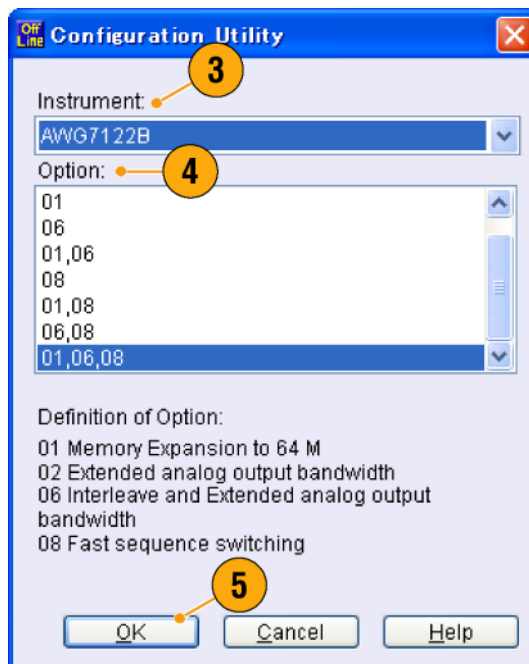 Off
Line
Configuration Utility
3
Instrument:
AWG7122B
Option:
4
01
06
01,06
08
01,08
06,08
01,06,08
Definition of Option:
01 Memory Expansion to 64 M
02 Extended analog output bandwidth
06 Interleave and Extended analog output
bandwidth
08 Fast sequence switching
5
OK
Cancel
Help